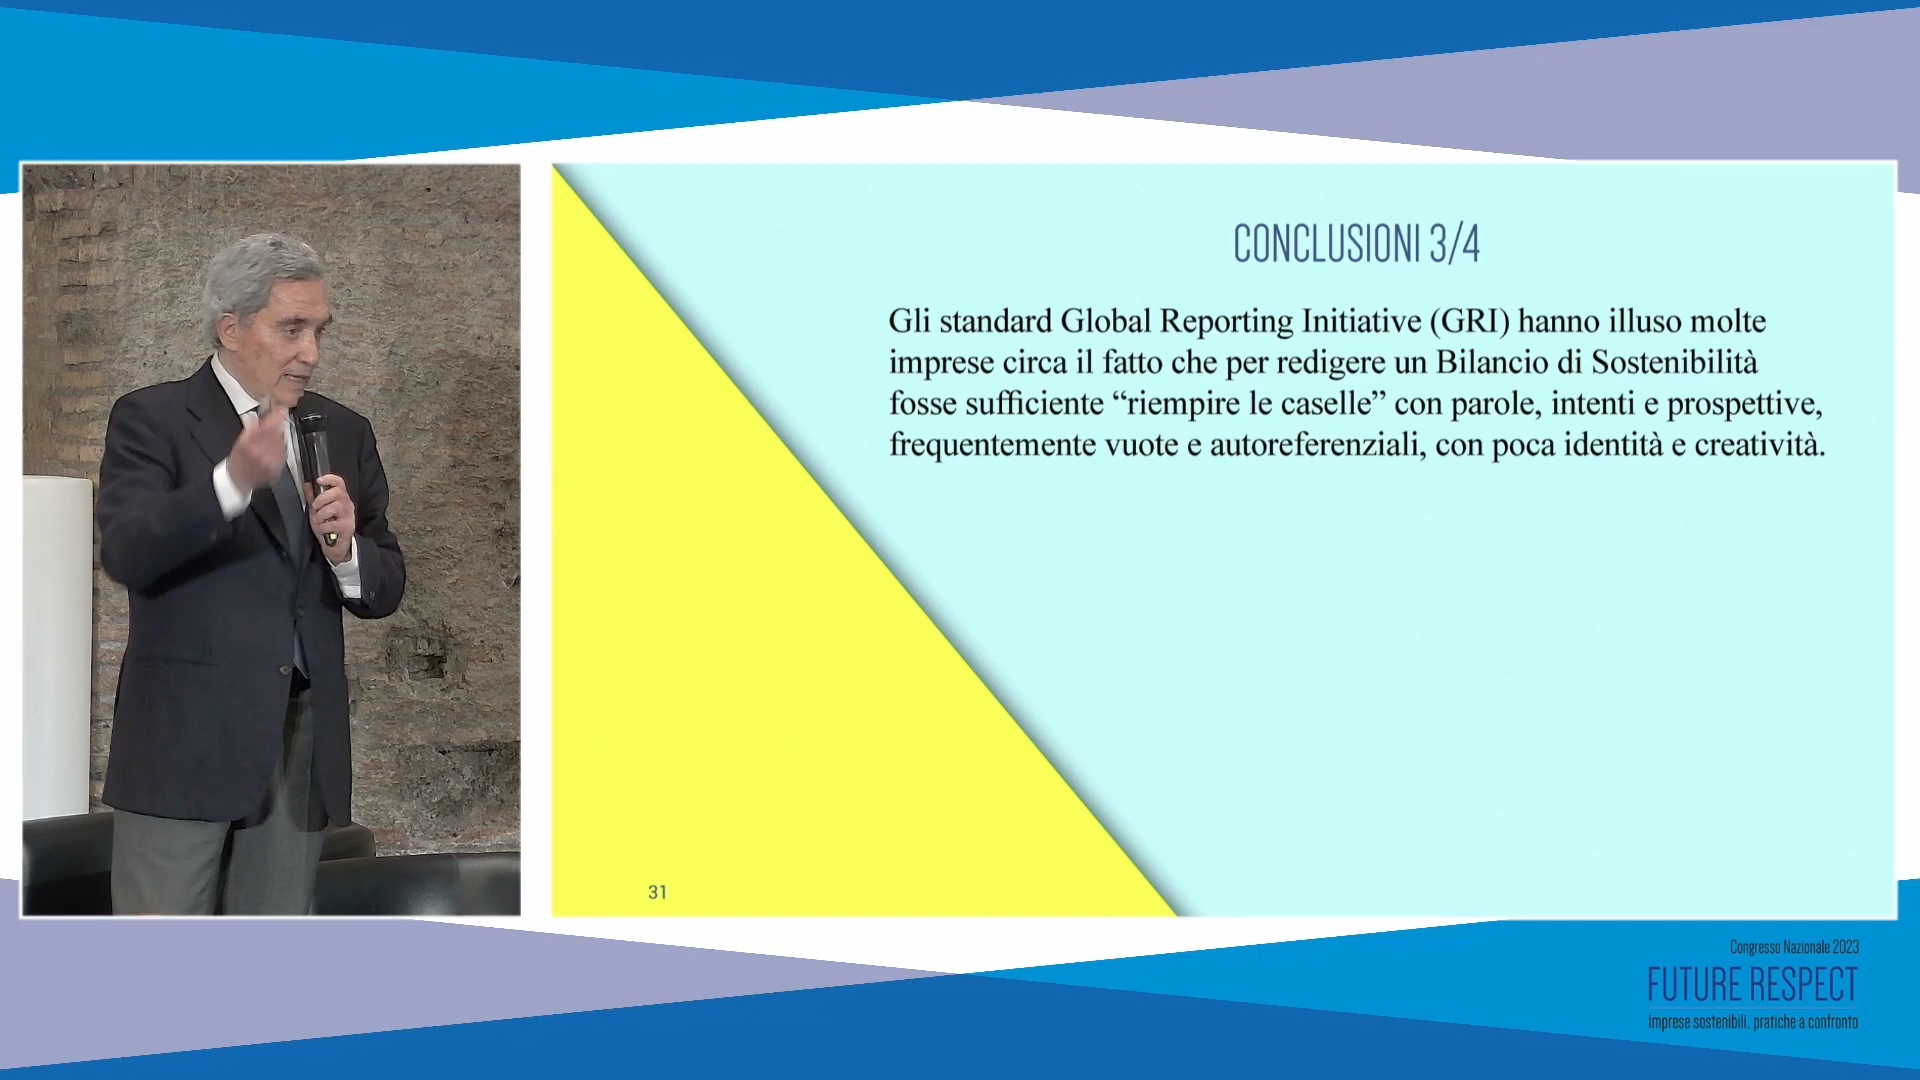 CONCLUSIONI 3/4
Gli standard Global Reporting Initiative (GRI) hanno illuso molte
imprese circa il fatto che per redigere un Bilancio di Sostenibilità
fosse sufficiente “riempire le caselle” con parole, intenti e prospettive,
frequentemente vuote e autoreferenziali, con poca identità e creatività.
31
Congresso Nazionale 2023
FUTURE RESPECT
imprese sostenibili, pratiche a confronto